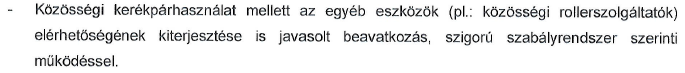 - Közösségi kerékpárhasználat mellett az egyéb eszközök (pl.: közösségi rollerszolgáltatók)
elérhetőségének kiterjesztése is javasolt beavatkozás, szigorú szabályrendszer szerinti
működéssel.